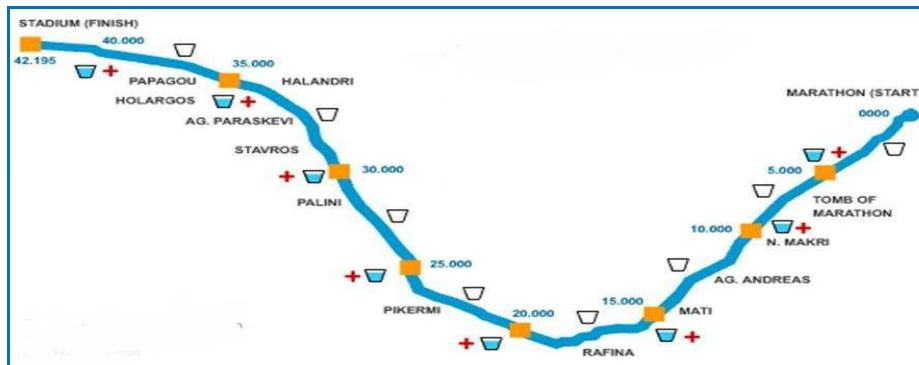 STADIUM (FINISH)
40.000
42.195
35.000
PAPAGOU
HALANDRI
HOLARGOS
AG. PARASKEVI
STAVROS
30.000
PALINI
25.000
PIKERMI
20.000
RAFINA
15.000
MATI
AG. ANDREAS
10.000
N. MAKRI
TOMB OF
MARATHON
5.000
0000
MARATHON (START